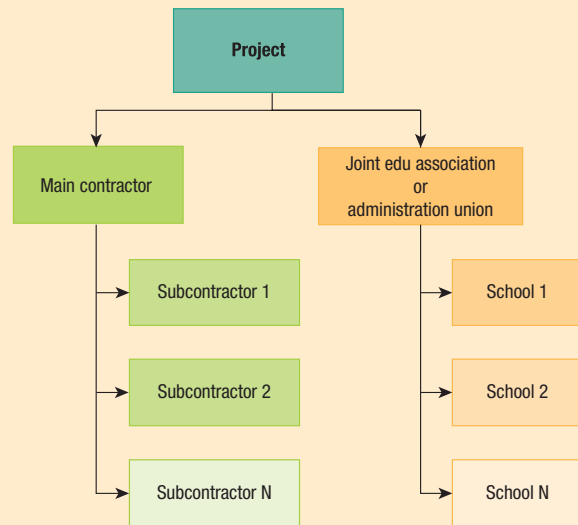 Project
Main contractor
Joint edu association
or
administration union
Subcontractor 1
School 1
Subcontractor 2
School 2
Subcontractor N
School N